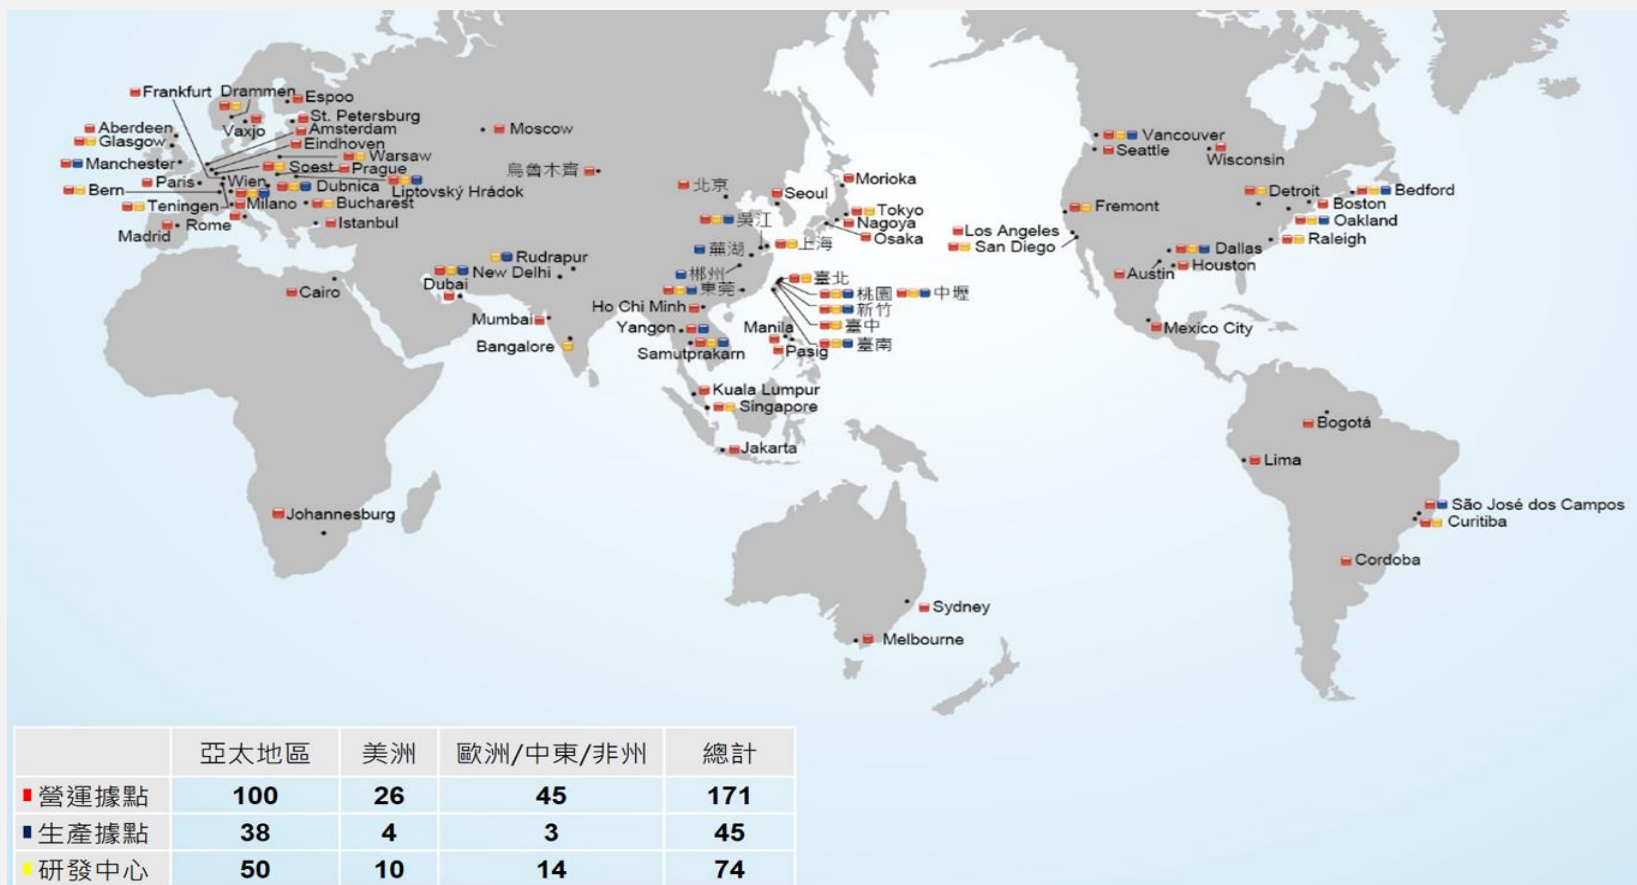 Frankfurt Drammen
Espoo
St. Petersburg
Vaxjo
Amsterdam
Aberdeen
Glasgow
Eindhoven
Moscow
Warsaw
Manchester
Soest
Prague
Paris
Wien
Dubnica
Liptovský Hrádok
Bern
Teningen
Milano
Bucharest
Rome
Istanbul
Madrid
烏魯木齊
北京
Seoul
Morioka
Tokyo
吳江
Nagoya
Osaka
蕪湖
上海
Rudrapur
New Delhi
郴州
Dubai
東莞
臺北
Cairo
桃園
中壢
Ho Chi Minh
新竹
Mumbai
Yangon
Manila
臺中
Bangalore
Samutprakarn
Pasig
臺南
Kuala Lumpur
Singapore
Jakarta
Johannesburg
Sydney
Melbourne
Vancouver
Seattle
Wisconsin
Detroit
Bedford
Fremont
Boston
Oakland
Los Angeles
San Diego
Raleigh
Dallas
Austin
Houston
Mexico City
Bogotá
Lima
São José dos Campos
Curitiba
Cordoba
亞太地區 美洲 歐洲/中東/非州 總計
營運據點 100 26 45 171
生產據點 38 4 3 45
研發中心 50 10 14 74